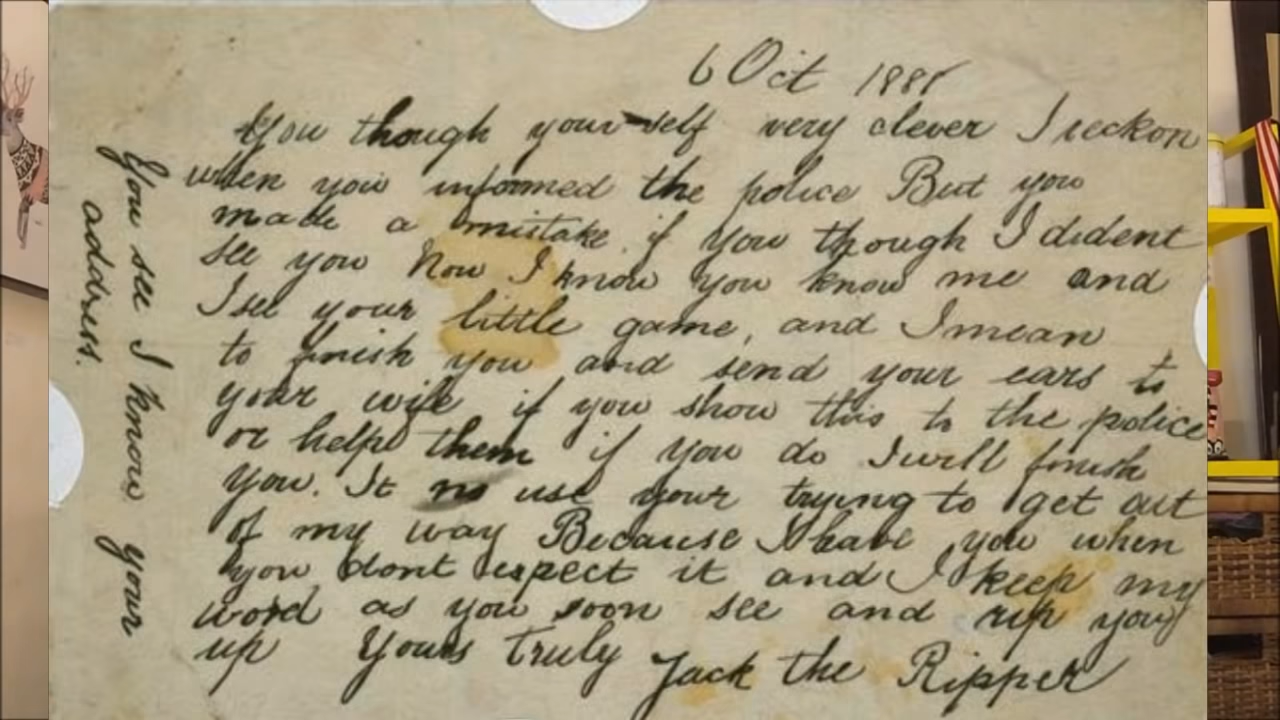 6 Oct 1888
You though your-self very clever I reckon
when you informed the police But you
made a mistake if you though I dident
see you Now I know you know me and
I see your little game, and I mean
to finish you and send your ears to
your wife if you show this to the police
or help them if you do I will finish
you. It no use your trying to get out
of my way Because I have you when
you dont expect it and I keep my
word as you soon see and rip you
up Yours truly Jack the Ripper
You see I know your
address.